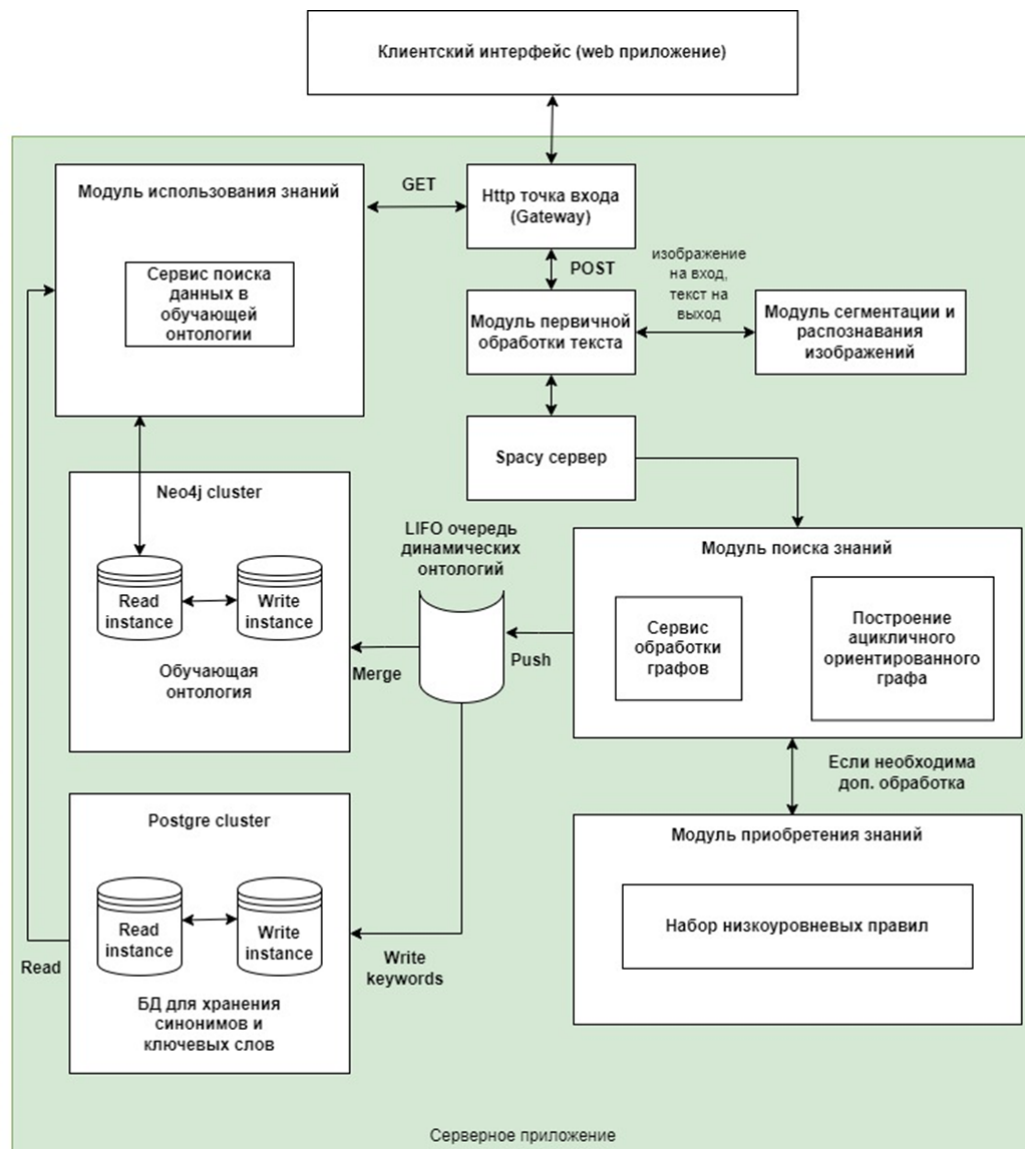 Клиентский интерфейс (web приложение)
Модуль использования знаний
GET
Http точка входа
(Gateway)
Сервис поиска
данных в
обучающей
онтологии
POST
изображение
на вход,
текст на
выход
Модуль первичной
обработки текста
Модуль сегментации и
распознавания
изображений
Spacy сервер
Neo4j cluster
Read
instance
Write
instance
Обучающая
онтология
LIFO очередь
динамических
онтологий
Merge
Push
Модуль поиска знаний
Сервис
обработки
графов
Построение
ацикличного
ориентированного
графа
Если необходима
доп. обработка
Postgre cluster
Read
instance
Write
instance
БД для хранения
синонимов и
ключевых слов
Read
Write
keywords
Модуль приобретения знаний
Набор низкоуровневых правил
Серверное приложение